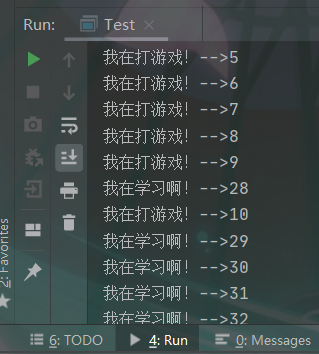 Run: Test
我在打游戏! -->5
我在打游戏! -->6
我在打游戏! -->7
我在打游戏! -->8
我在打游戏! -->9
我在学习啊! -->28
我在打游戏! -->10
我在学习啊! -->29
我在学习啊! -->30
我在学习啊! -->31
我在学习啊! -->32
2: Favorites
6: TODO 4: Run 0: Messages